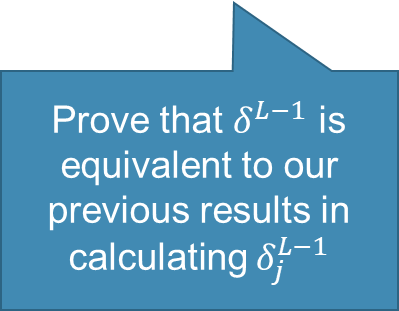 Prove that δ^{L−1} is
equivalent to our
previous results in
calculating δ_j^{L−1}